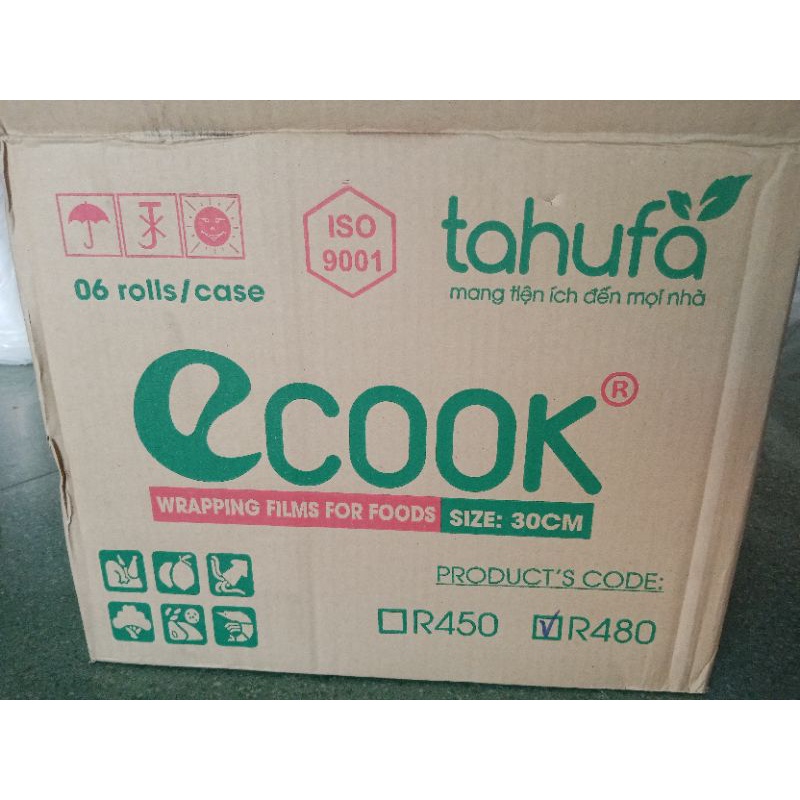 ISO
9001
tahufa
mang tiện ích đến mọi nhà
06 rolls/case
ecook®
WRAPPING FILMS FOR FOODS SIZE: 30CM
PRODUCT'S CODE:
R450 R480